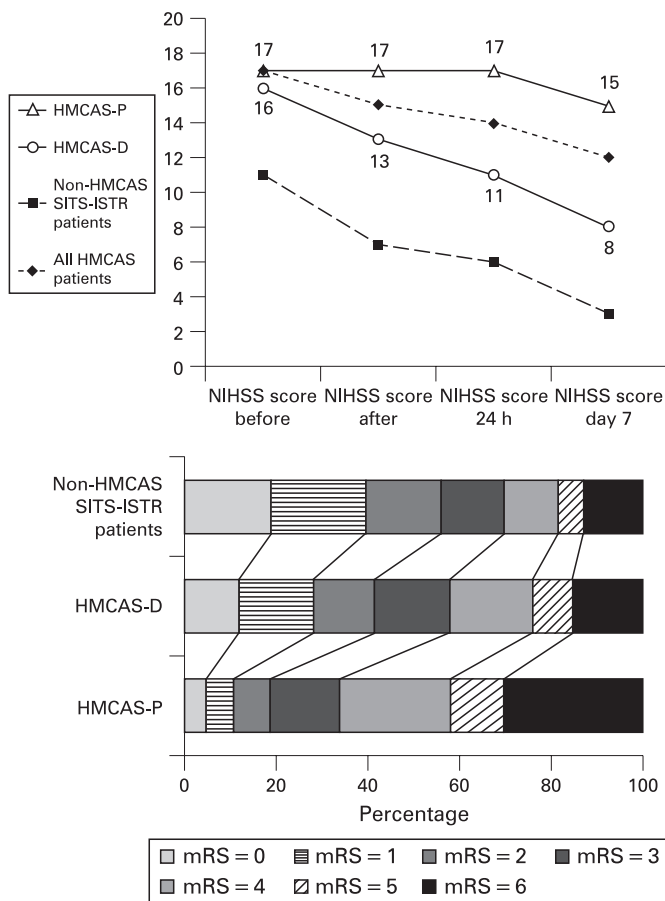 20
18
16
14
12
10
8
6
4
2
0
17
17
17
15
16
13
11
8
HMCAS-P
HMCAS-D
Non-HMCAS
SITS-ISTR
patients
All HMCAS
patients
NIHSS score
before
NIHSS score
after
NIHSS score
24 h
NIHSS score
day 7
Non-HMCAS
SITS-ISTR
patients
HMCAS-D
HMCAS-P
0 20 40 60 80 100
Percentage
mRS = 0 mRS = 1 mRS = 2 mRS = 3
mRS = 4 mRS = 5 mRS = 6